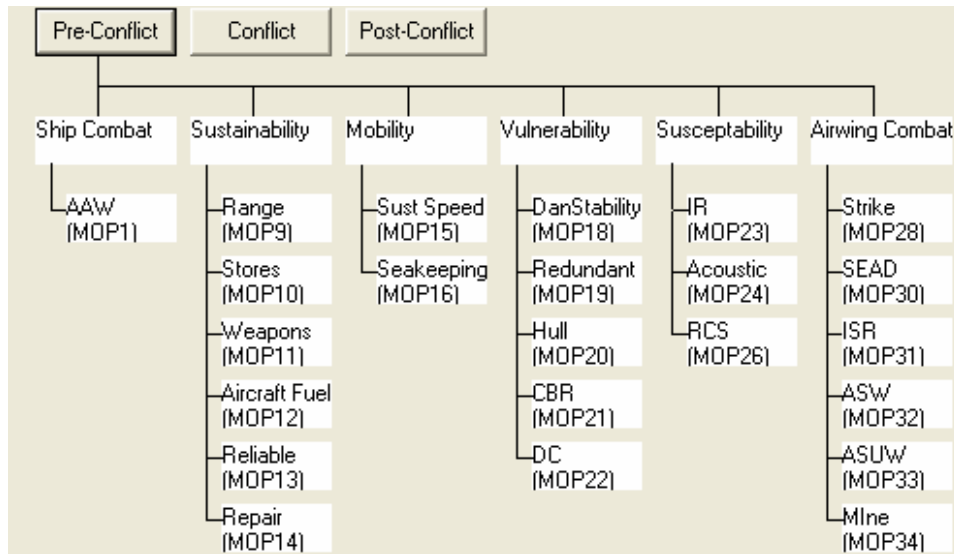 Pre-Conflict
Conflict
Post-Conflict
Ship Combat
AAW
(MOP1)
Sustainability
Range
(MOP9)
Stores
(MOP10)
Weapons
(MOP11)
Aircraft Fuel
(MOP12)
Reliable
(MOP13)
Repair
(MOP14)
Mobility
Sust Speed
(MOP15)
Seakeeping
(MOP16)
Vulnerability
DanStability
(MOP18)
Redundant
(MOP19)
Hull
(MOP20)
CBR
(MOP21)
DC
(MOP22)
Susceptability
IR
(MOP23)
Acoustic
(MOP24)
RCS
(MOP26)
Airwing Combat
Strike
(MOP28)
SEAD
(MOP30)
ISR
(MOP31)
ASW
(MOP32)
ASUW
(MOP33)
MIne
(MOP34)